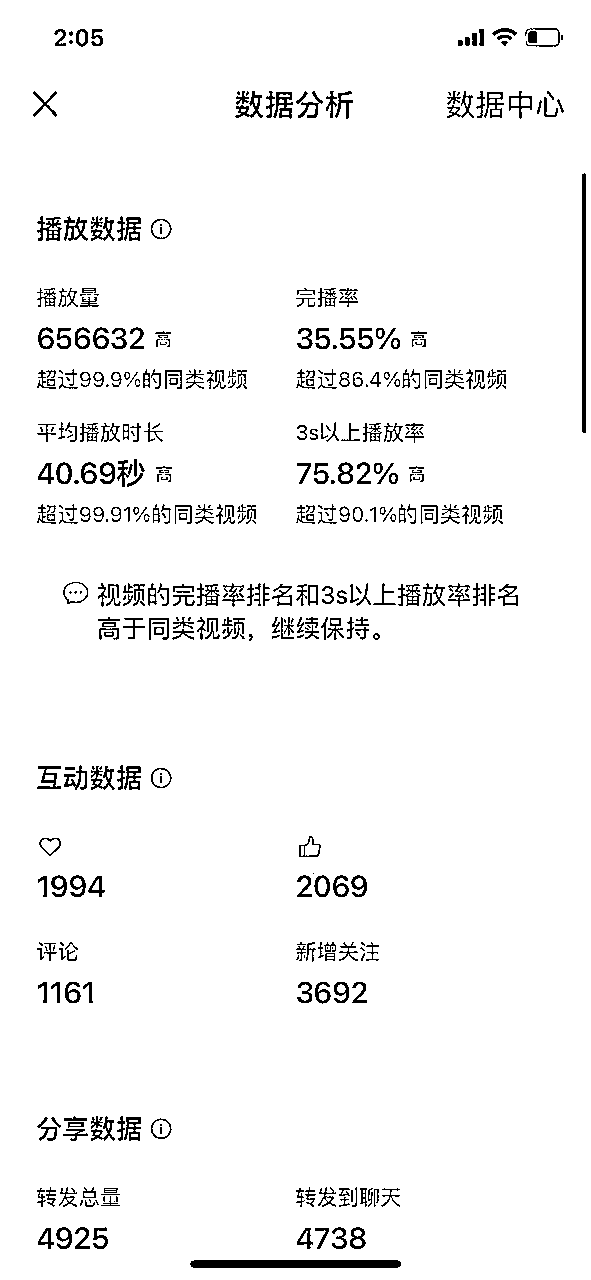 2:05
数据分析 数据中心
播放数据
播放量 完播率
656632 高 35.55% 高
超过99.9%的同类视频 超过86.4%的同类视频
平均播放时长 3s以上播放率
40.69秒 高 75.82% 高
超过99.91%的同类视频 超过90.1%的同类视频
视频的完播率排名和3s以上播放率排名
高于同类视频，继续保持。
互动数据
1994 2069
评论 新增关注
1161 3692
分享数据
转发总量 转发到聊天
4925 4738